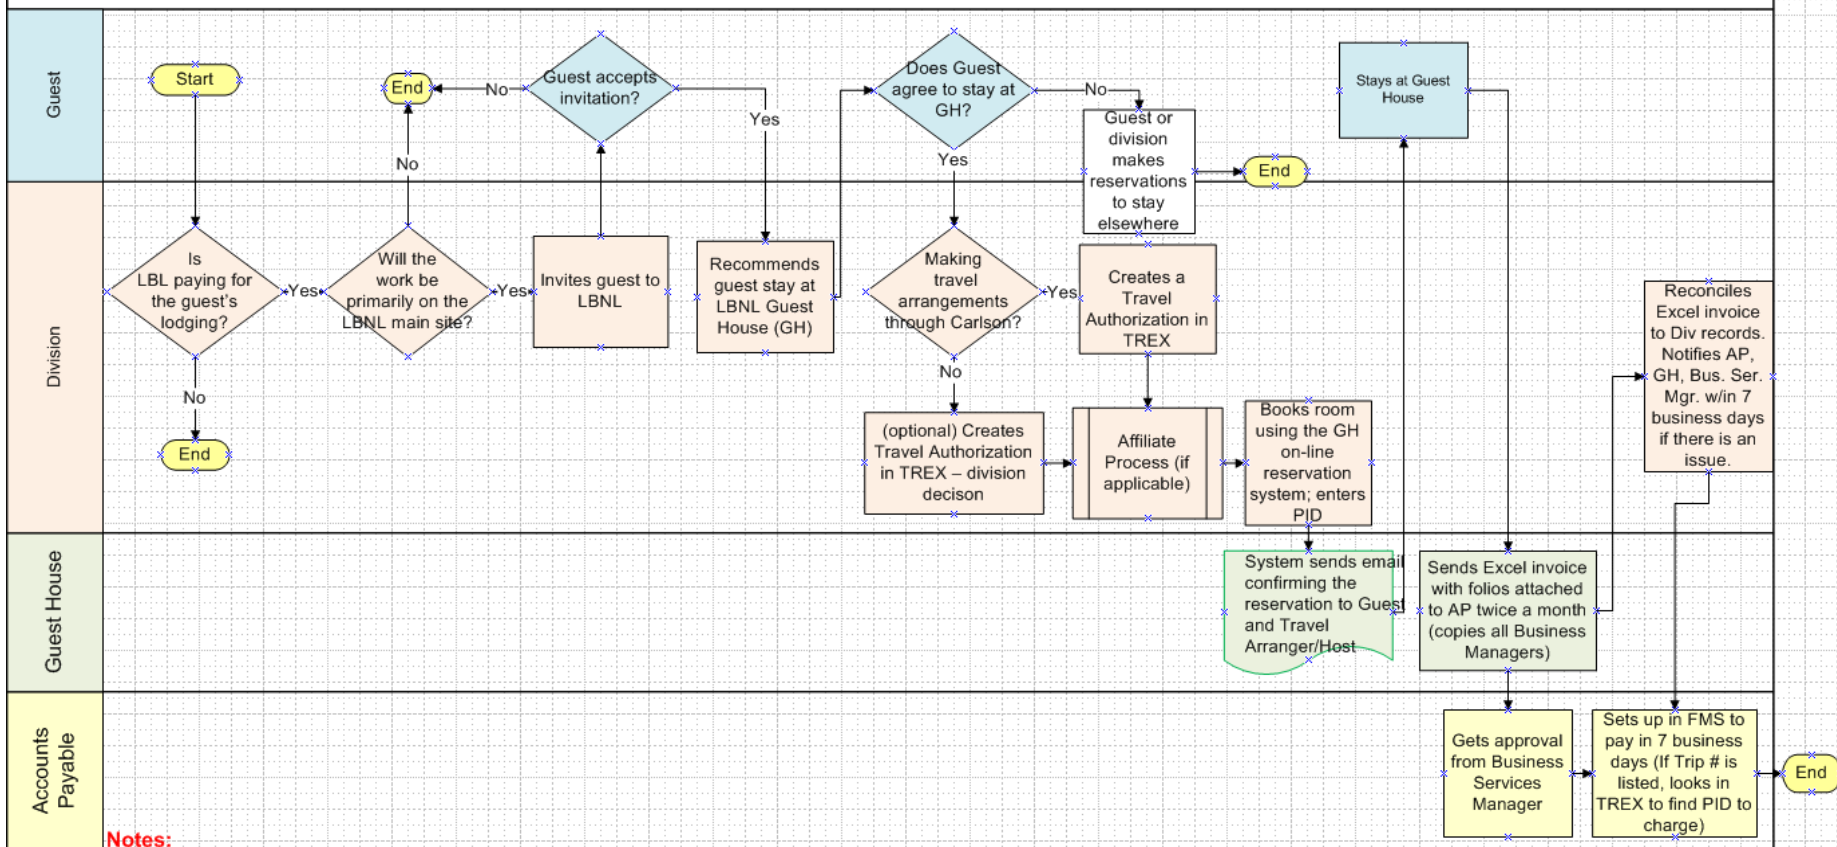 Guest
Start
End
No
Guest accepts
invitation?
Yes
No
Does Guest
agree to stay at
GH?
No
Yes
Guest or
division
makes
reservations
to stay
elsewhere
End
Stays at Guest
House
Division
Is
LBL paying for
the guest's
lodging?
Yes
No
End
Will the
work be
primarily on the
LBNL main site?
Yes
Invites guest to
LBNL
Recommends
guest stay at
LBNL Guest
House (GH)
Making
travel
arrangements
through Carlson?
Yes
No
Creates a
Travel
Authorization in
TREX
(optional) Creates
Travel Authorization
in TREX – division
decison
Affiliate
Process (if
applicable)
Books room
using the GH
on-line
reservation
system; enters
PID
Reconciles
Excel invoice
to Div records.
Notifies AP,
GH, Bus. Ser.
Mgr. w/in 7
business days
if there is an
issue.
Guest House
System sends email
confirming the
reservation to Guest
and Travel
Arranger/Host
Sends Excel invoice
with folios attached
to AP twice a month
(copies all Business
Managers)
Accounts
Payable
Gets approval
from Business
Services
Manager
Sets up in FMS to
pay in 7 business
days (If Trip # is
listed, looks in
TREX to find PID to
charge)
End
Notes: